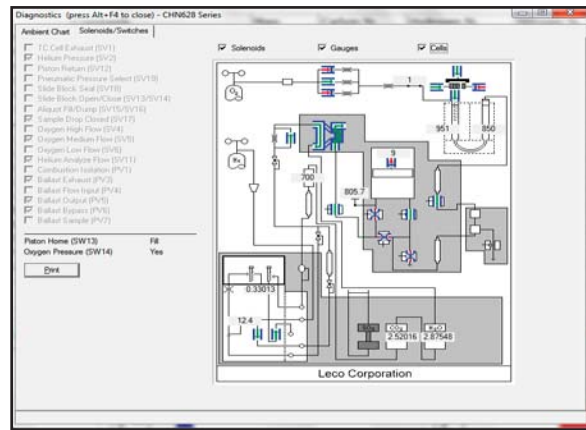 Diagnostics (press Alt+F4 to close) - CHN628 Series
Ambient Chart Solenoids/Switches
TC Cell Exhaust (SV1)
Helium Pressure (SV2)
Piston Return (SV12)
Pneumatic Pressure Select (SV19)
Slide Block Seal (SV18)
Slide Block Open/Close (SV13/SV14)
Aliquot Fill/Dump (SV15/SV16)
Sample Drop Closed (SV17)
Oxygen High Flow (SV4)
Oxygen Medium Flow (SV5)
Oxygen Low Flow (SV6)
Helium Analyze Flow (SV11)
Combustion Isolation (PV1)
Ballast Exhaust (PV3)
Ballast Flow Input (PV4)
Ballast Output (PV5)
Ballast Bypass (PV6)
Ballast Sample (PV7)
Piston Home (SW13) Fill
Oxygen Pressure (SW14) Yes
Print
Solenoids Gauges Cells
O2
1
951 850
He
9
700
805.7
0.33013
12.4
CO2 H2O
2.52016 2.87548
Leco Corporation